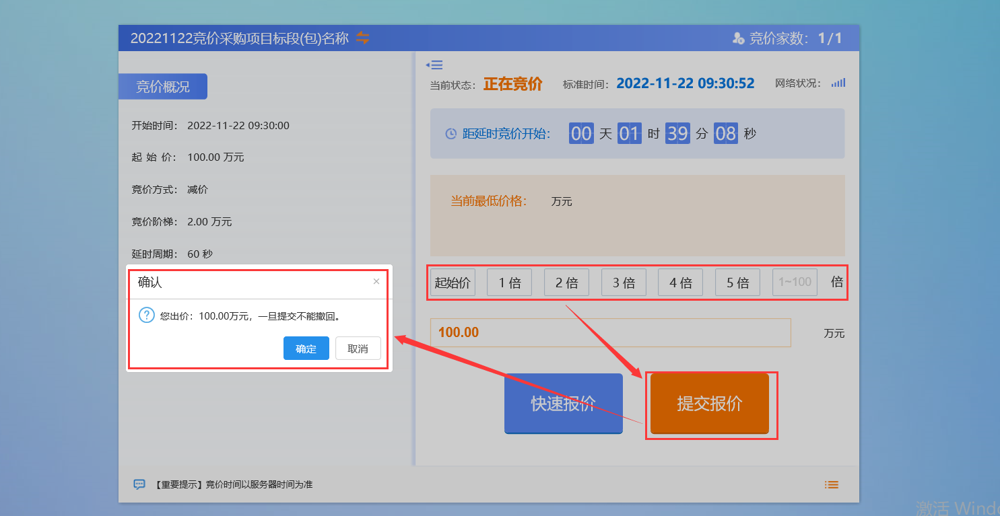 20221122竞价采购项目标段(包)名称
竞价家数：1/1
竞价概况
开始时间：2022-11-22 09:30:00
起 始 价：100.00 万元
竞价方式：减价
竞价阶梯：2.00 万元
延时周期：60 秒
当前状态：正在竞价 标准时间：2022-11-22 09:30:52 网络状况：
距延时竞价开始：00 天 01 时 39 分 08 秒
当前最低价格： 万元
起始价 1 倍 2 倍 3 倍 4 倍 5 倍 1~100 倍
100.00 万元
快速报价 提交报价
确认 ×
您出价：100.00万元，一旦提交不能撤回。
确定 取消
【重要提示】竞价时间以服务器时间为准
激活 Windo